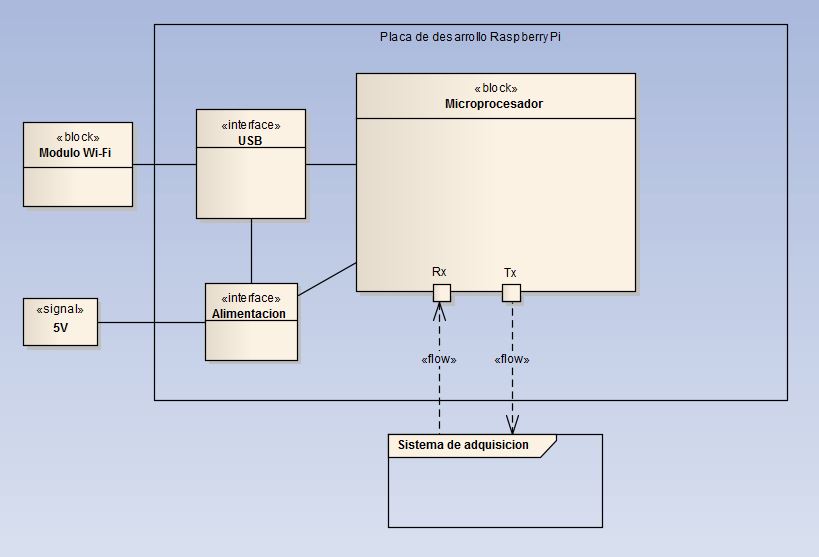 Placa de desarrollo RaspberryPi
«block»
Microprocesador
«interface»
USB
«block»
Modulo Wi-Fi
Rx
Tx
«interface»
Alimentacion
«signal»
5V
«flow»
«flow»
Sistema de adquisicion